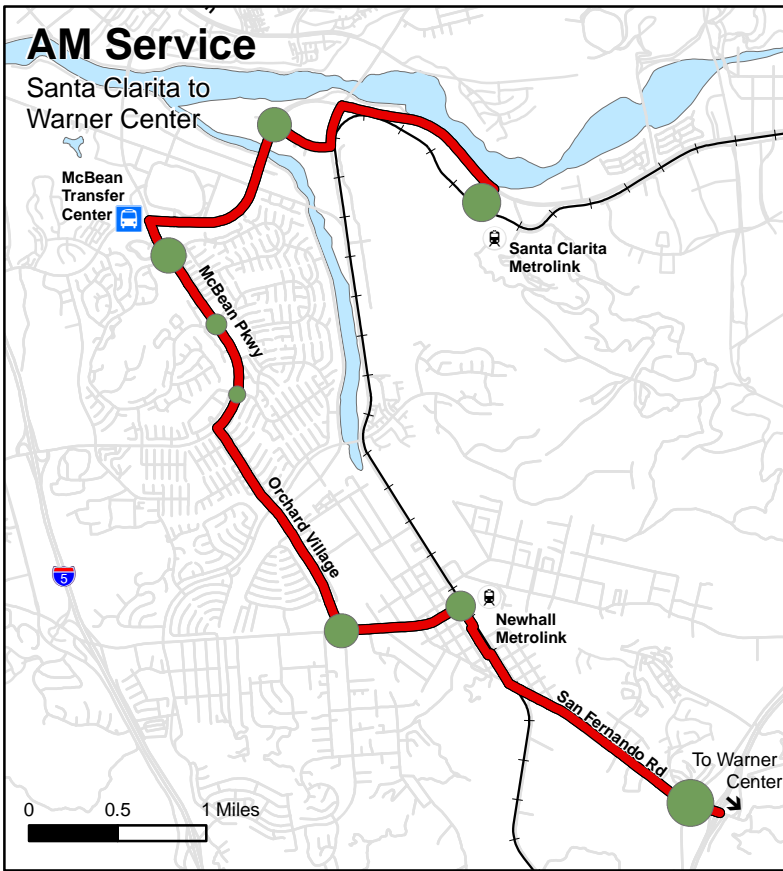 AM Service
Santa Clarita to
Warner Center
McBean
Transfer
Center
Santa Clarita
Metrolink
McBean Pkwy
Orchard Village
5
Newhall
Metrolink
San Fernando Rd
To Warner
Center
0 0.5 1 Miles